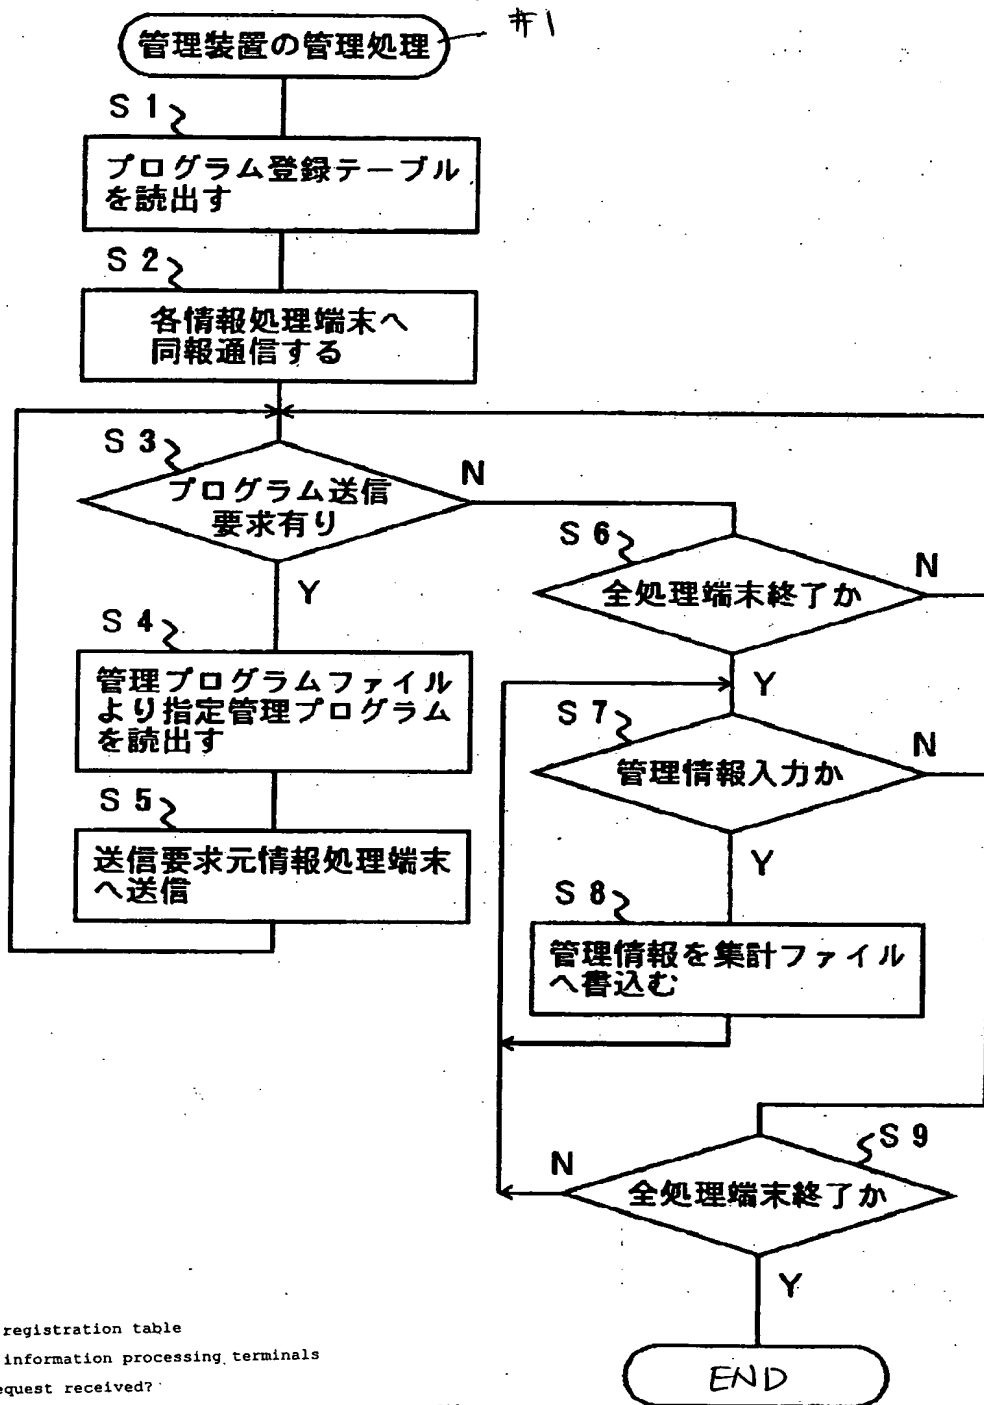 #1
管理装置の管理処理
S1
プログラム登録テーブル
を読出す
S2
各情報処理端末へ
同報通信する
S3
プログラム送信
要求有り
N
Y
S4
管理プログラムファイル
より指定管理プログラム
を読出す
S5
送信要求元情報処理端末
へ送信
S6
全処理端末終了か
N
Y
S7
管理情報入力か
N
Y
S8
管理情報を集計ファイル
へ書込む
S9
全処理端末終了か
N
Y
END
registration table
information processing terminals
equest received?